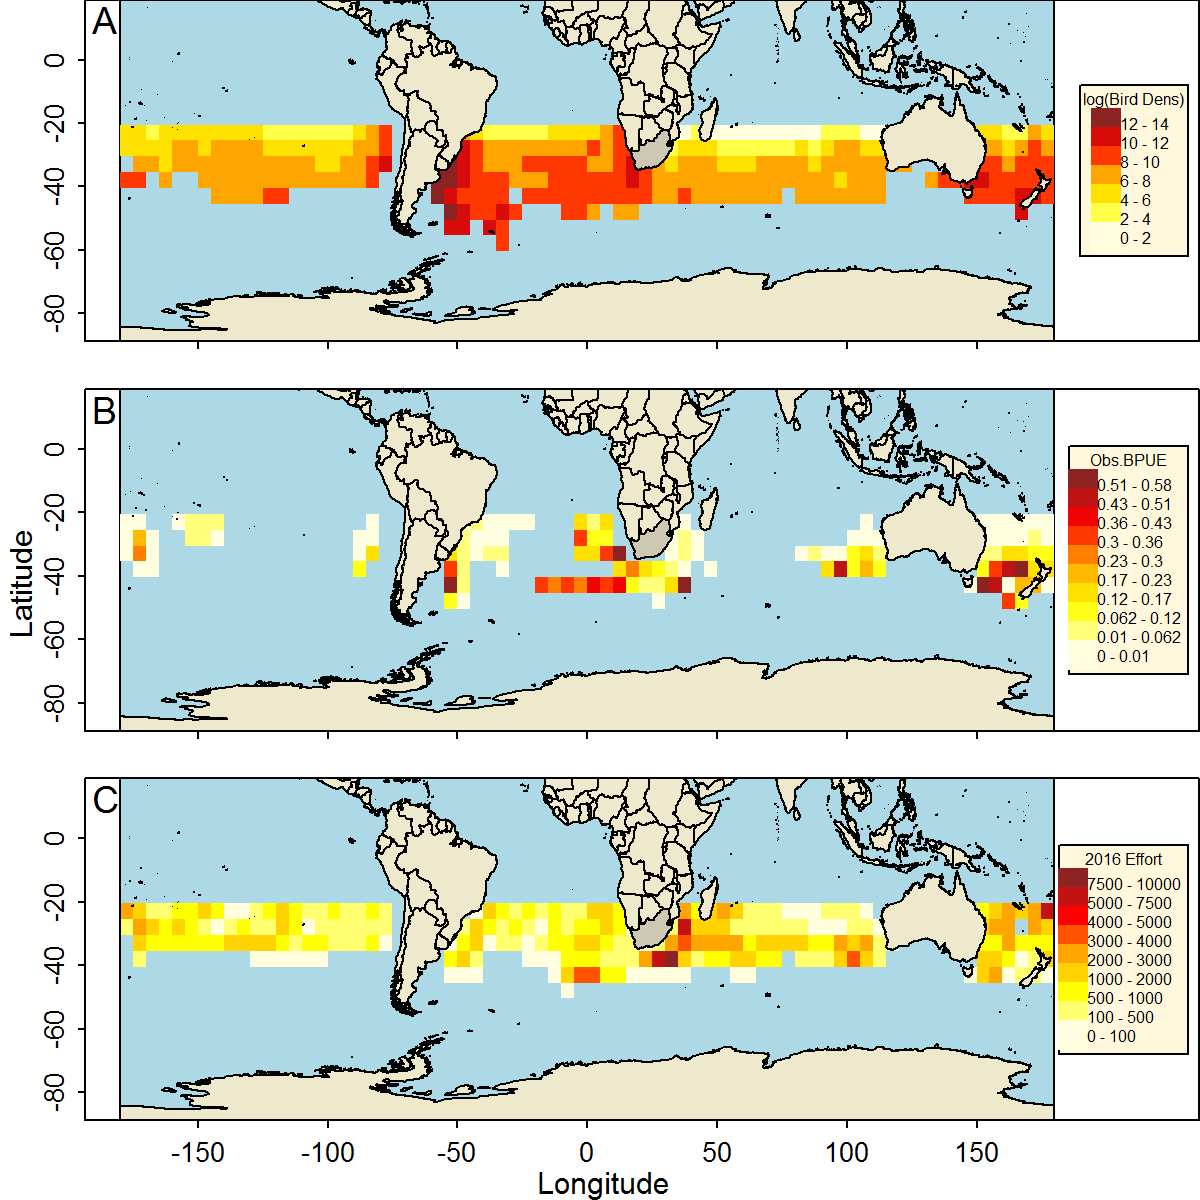 A
0
-20
-40
-60
-80
log(Bird Dens)
12 - 14
10 - 12
8 - 10
6 - 8
4 - 6
2 - 4
0 - 2
B
0
-20
-40
-60
-80
Obs.BPUE
0.51 - 0.58
0.43 - 0.51
0.36 - 0.43
0.3 - 0.36
0.23 - 0.3
0.17 - 0.23
0.12 - 0.17
0.062 - 0.12
0.01 - 0.062
0 - 0.01
Latitude
C
0
-20
-40
-60
-80
2016 Effort
7500 - 10000
5000 - 7500
4000 - 5000
3000 - 4000
2000 - 3000
1000 - 2000
500 - 1000
100 - 500
0 - 100
-150 -100 -50 0 50 100 150
Longitude